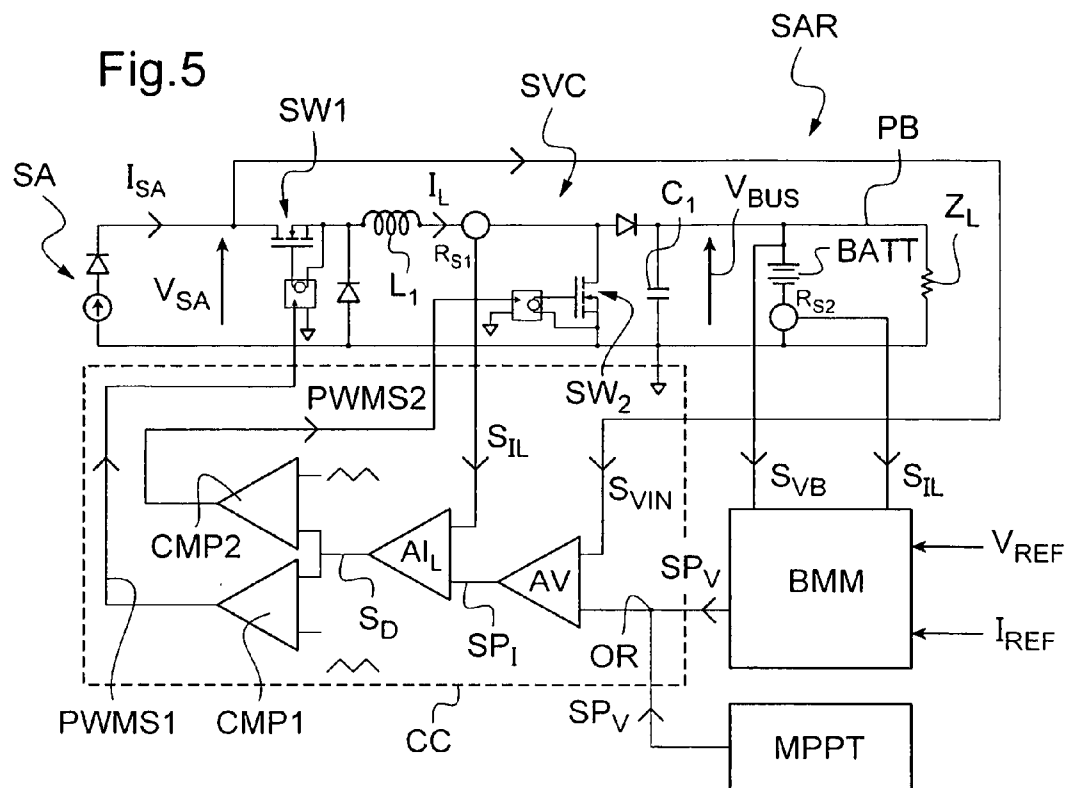 SAR
Fig.5
SVC
SW1
PB
SA
I_SA
I_L
C_1
V_BUS
Z_L
R_S1
BATT
V_SA
L_1
R_S2
PWMS2
SW_2
S_IL
S_VIN
S_VB
S_IL
CMP2
AI_L
AV
SP_V
BMM
V_REF
S_D
SP_I
OR
I_REF
PWMS1
CMP1
CC
SP_V
MPPT